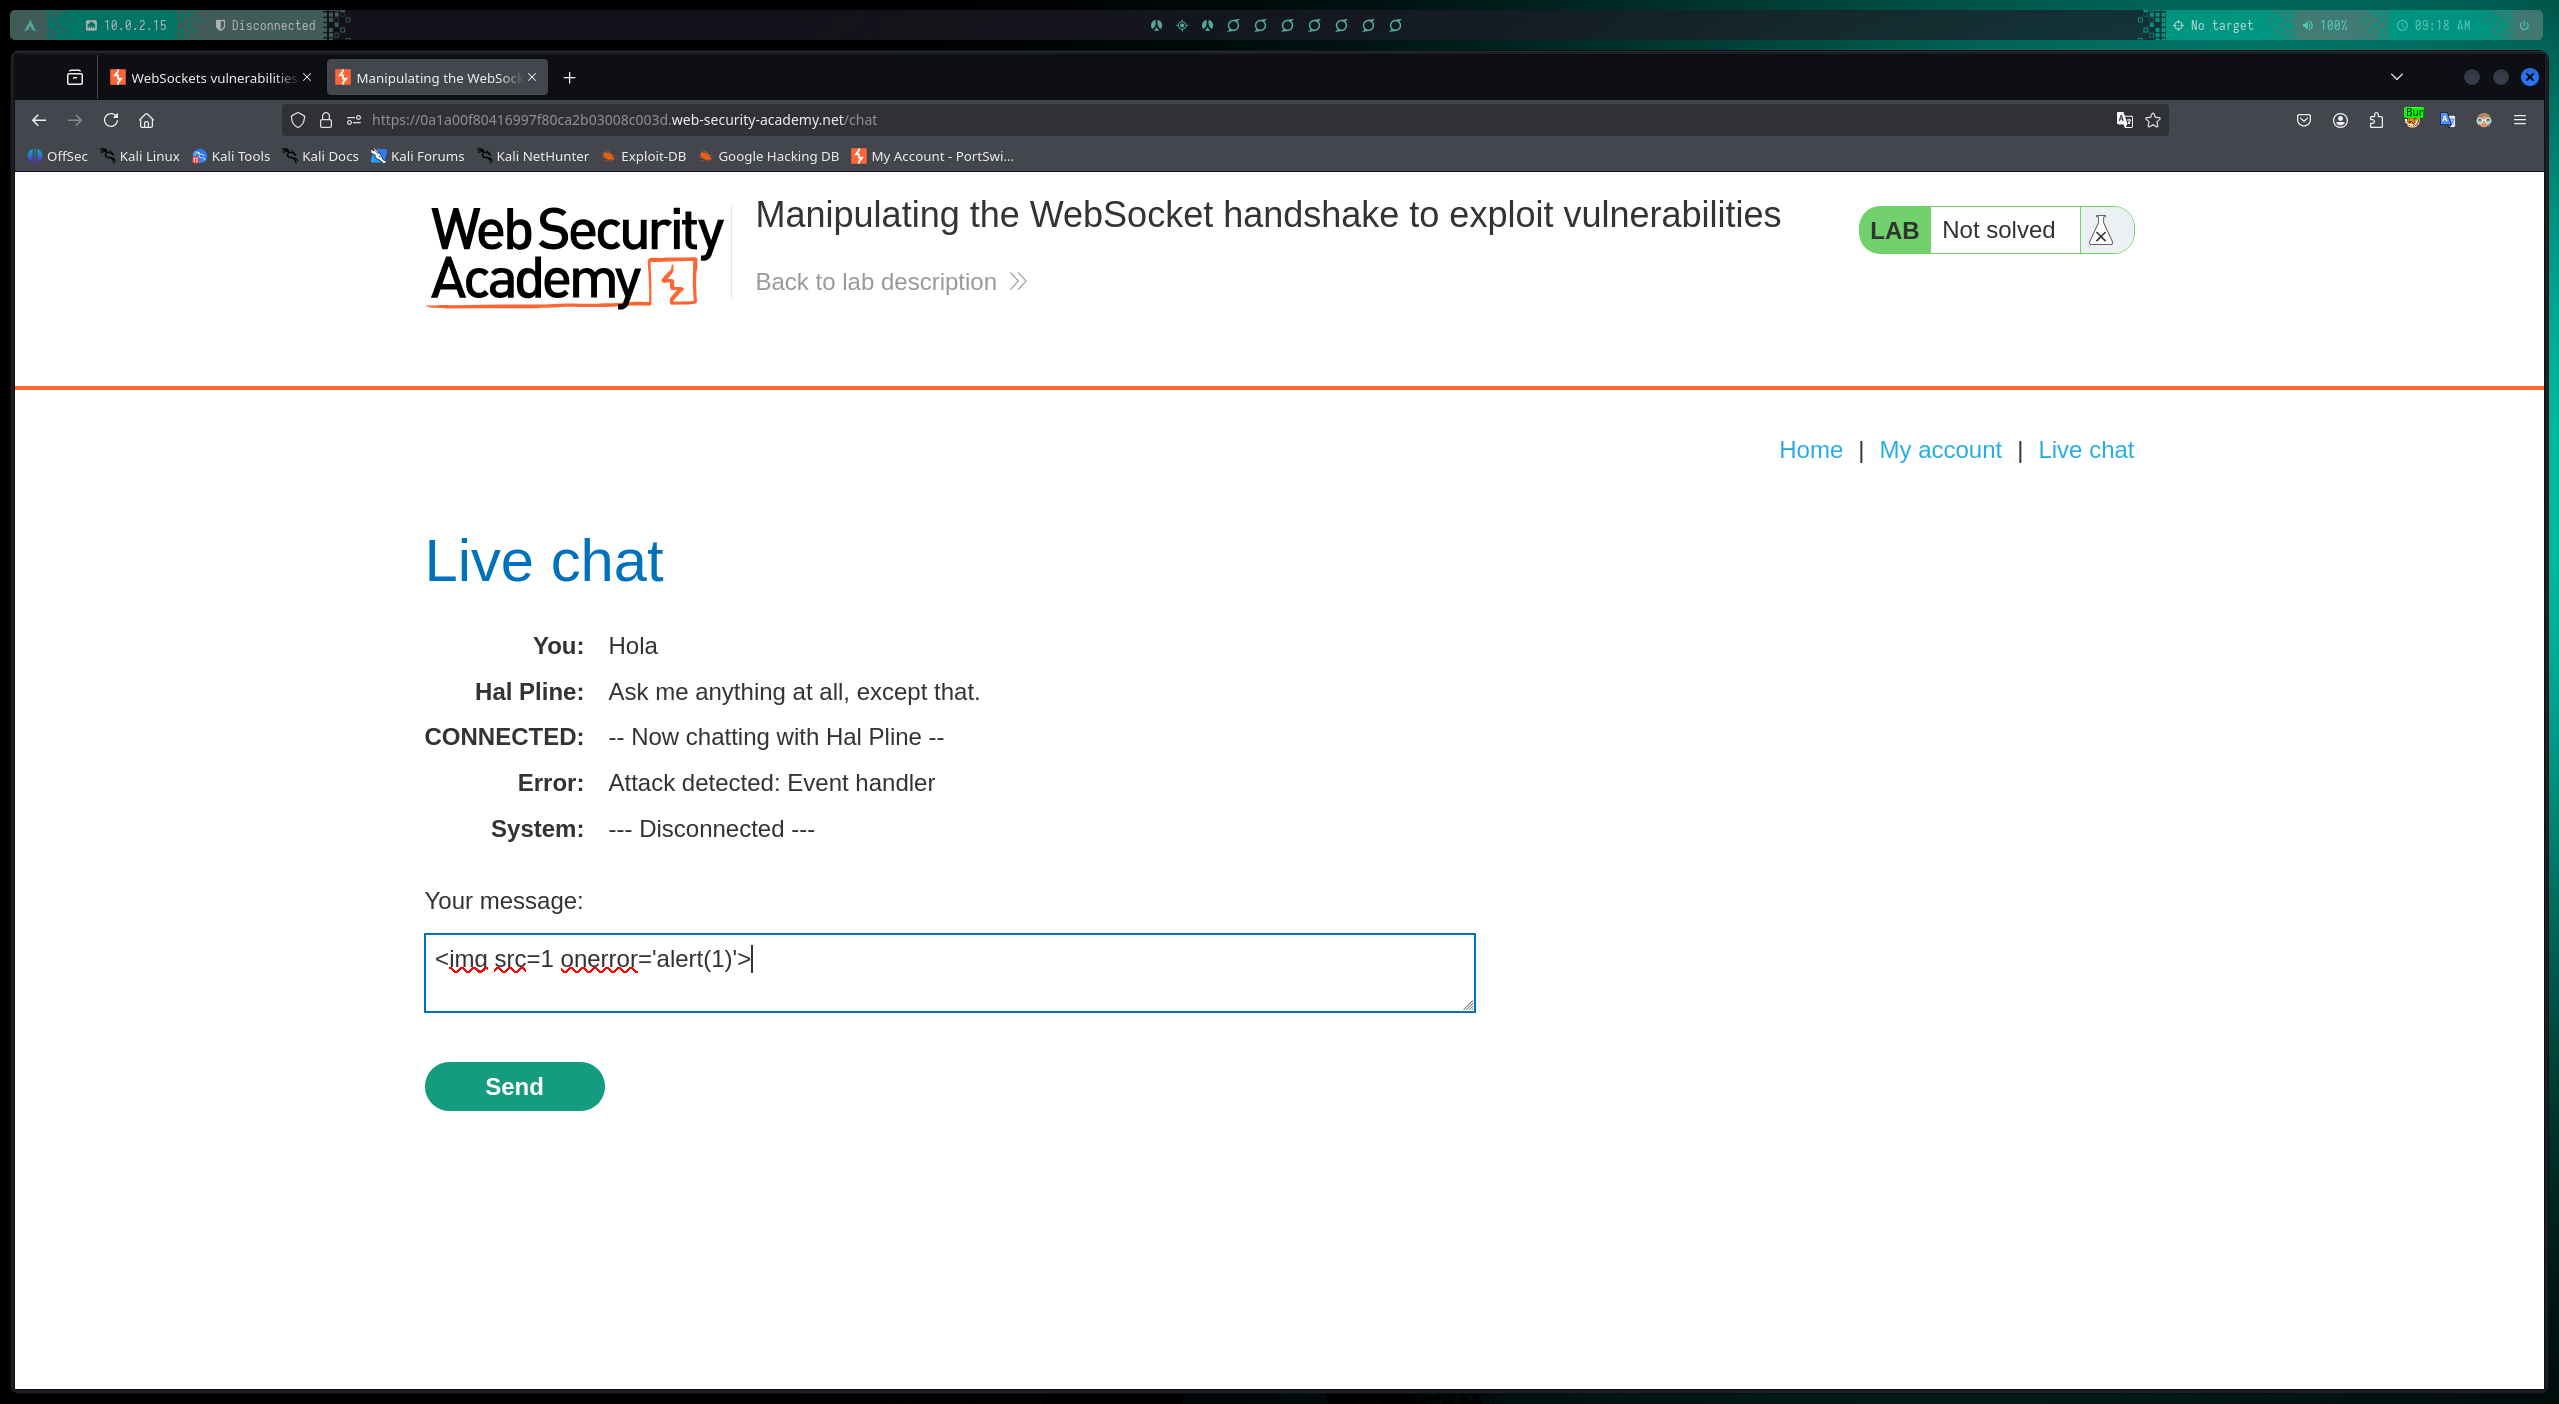 10.0.2.15 Disconnected No target 100% 09:18 AM
WebSockets vulnerabilities Manipulating the WebSock
https://0a1a00f80416997f80ca2b03008c003d.web-security-academy.net/chat
Bur
OffSec Kali Linux Kali Tools Kali Docs Kali Forums Kali NetHunter Exploit-DB Google Hacking DB My Account - PortSwi...
Web Security
Academy
Manipulating the WebSocket handshake to exploit vulnerabilities
Back to lab description
LAB Not solved
Home | My account | Live chat
Live chat
You: Hola
Hal Pline: Ask me anything at all, except that.
CONNECTED: -- Now chatting with Hal Pline --
Error: Attack detected: Event handler
System: --- Disconnected ---
Your message:
<img src=1 onerror='alert(1)'>
Send